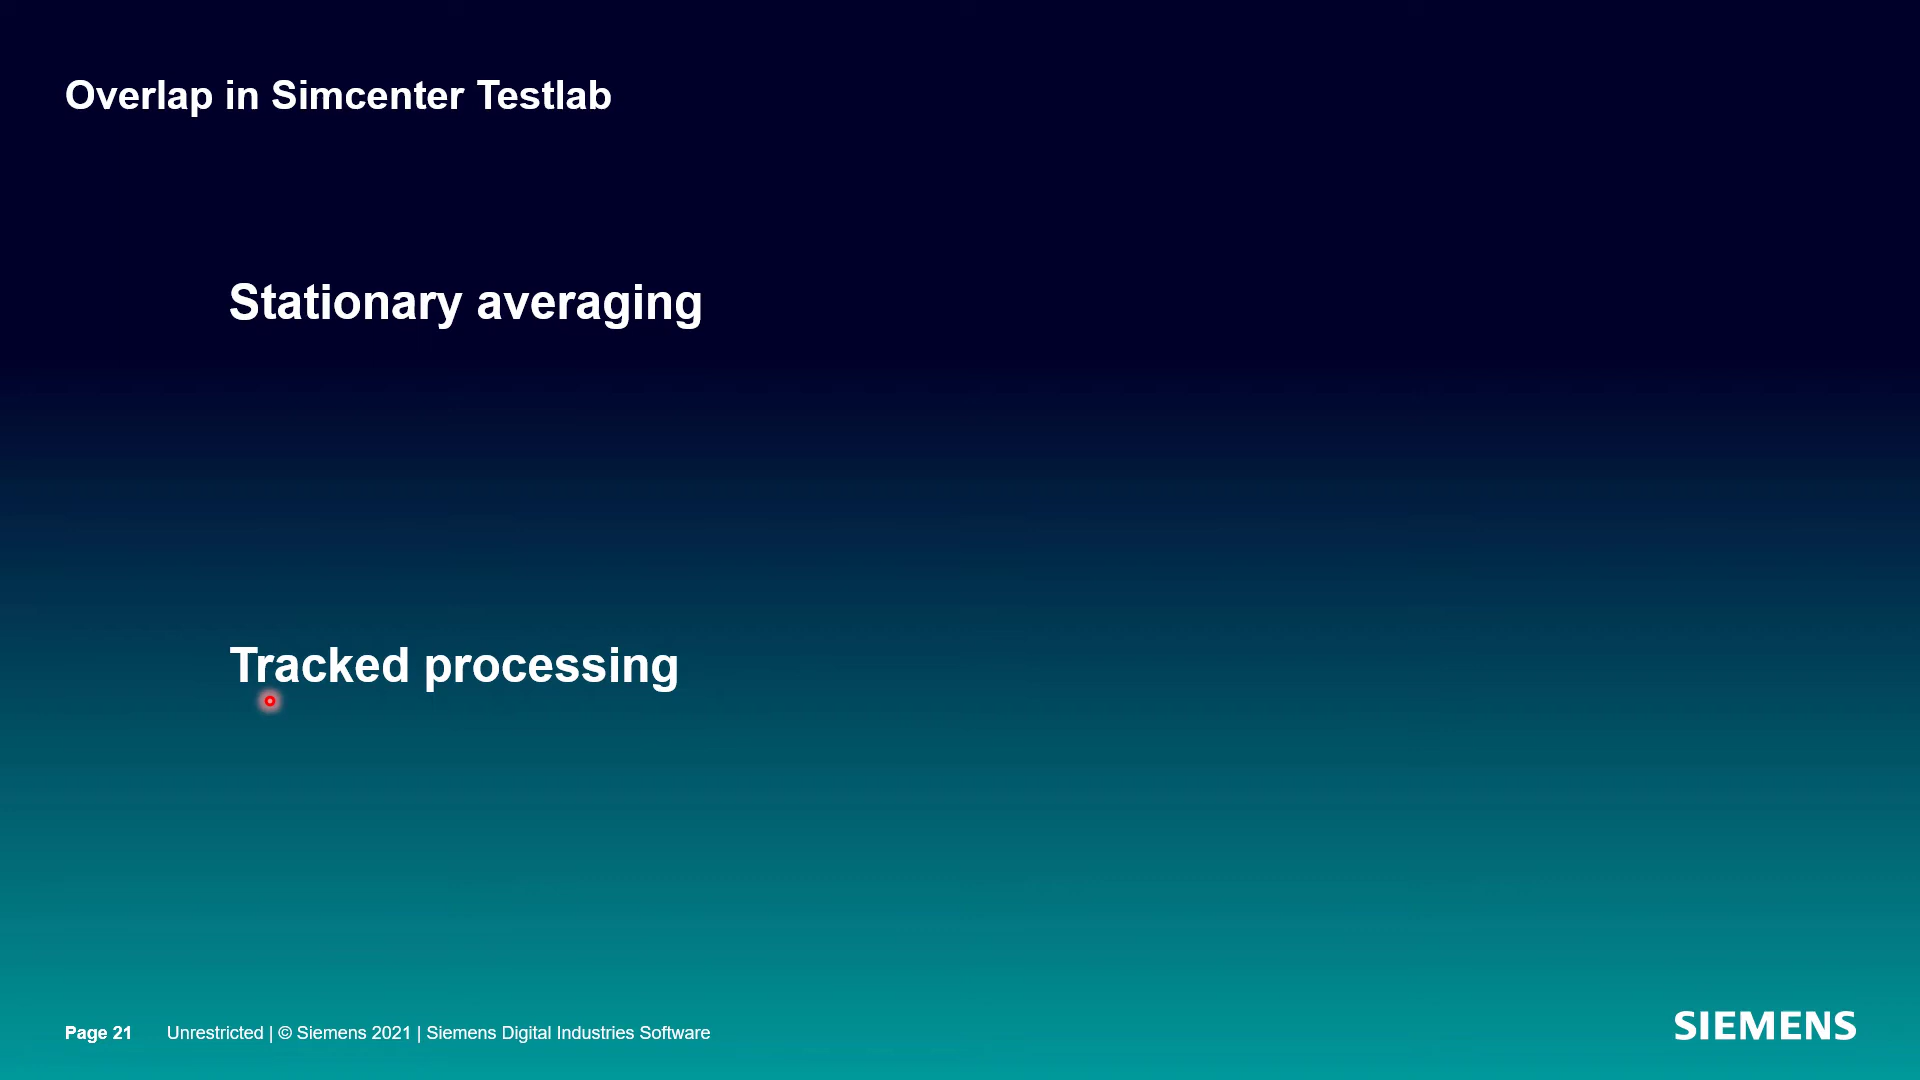 Overlap in Simcenter Testlab
Stationary averaging
Tracked processing
Page 21 Unrestricted | © Siemens 2021 | Siemens Digital Industries Software
SIEMENS